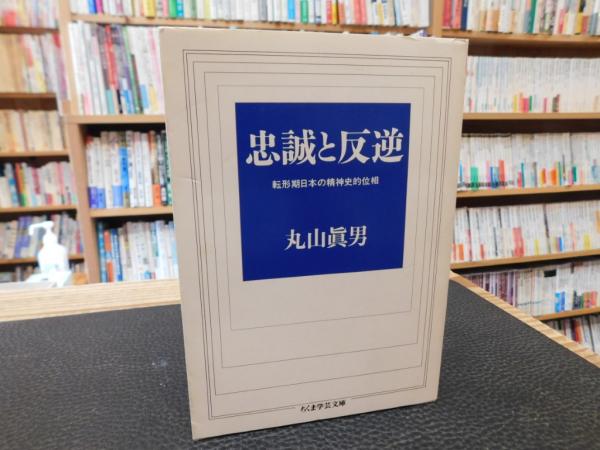 忠誠と反逆
転形期日本の精神史的位相
丸山眞男
ちくま学芸文庫